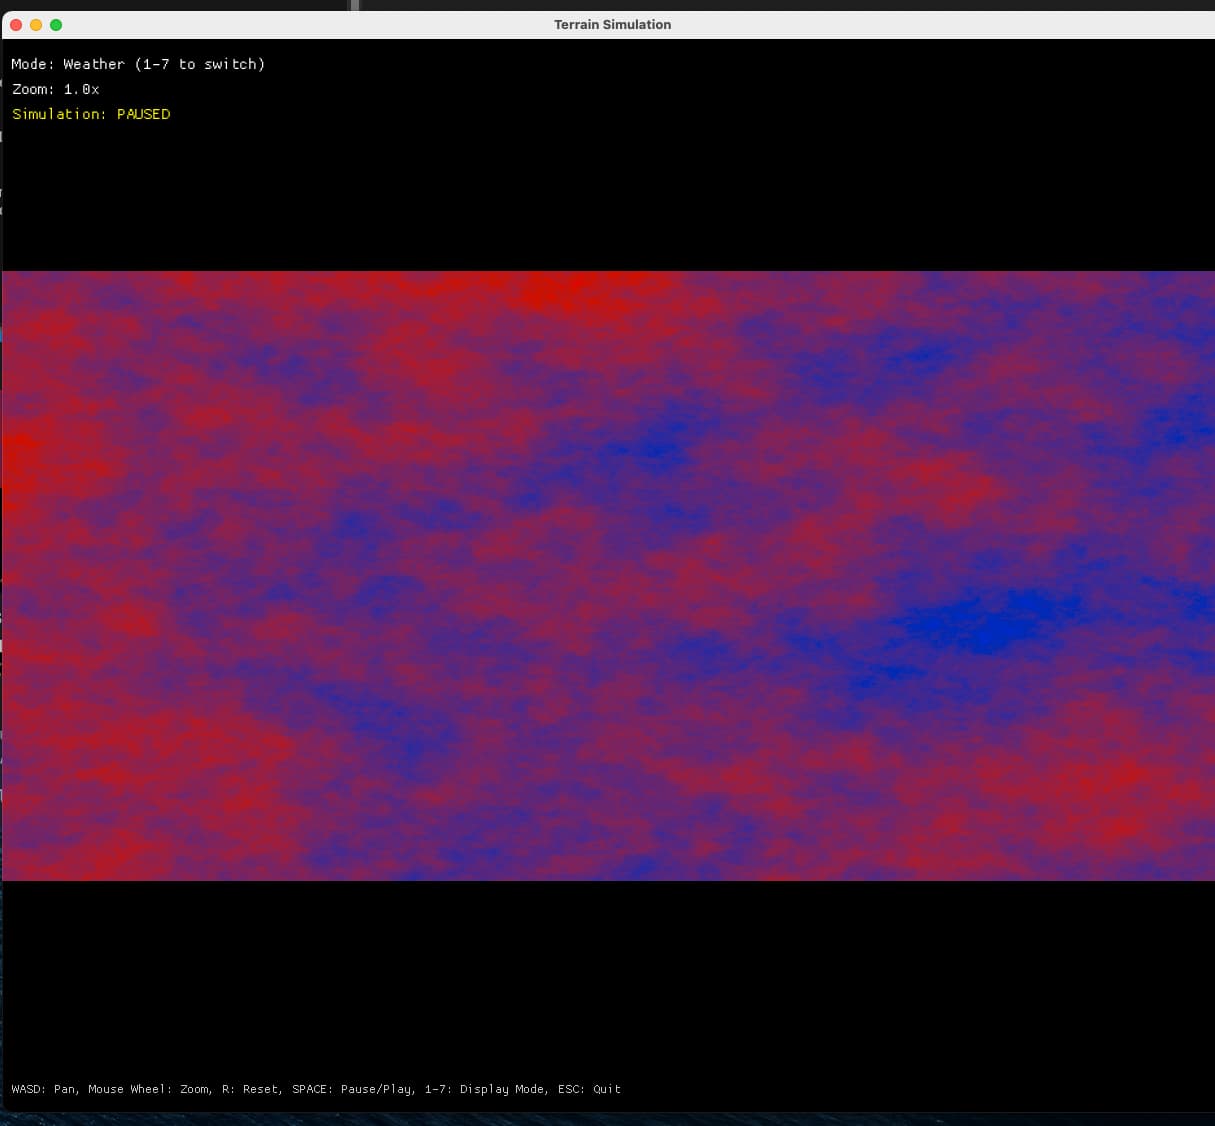 Terrain Simulation
Mode: Weather (1-7 to switch)
Zoom: 1.0x
Simulation: PAUSED
WASD: Pan, Mouse Wheel: Zoom, R: Reset, SPACE: Pause/Play, 1-7: Display Mode, ESC: Quit